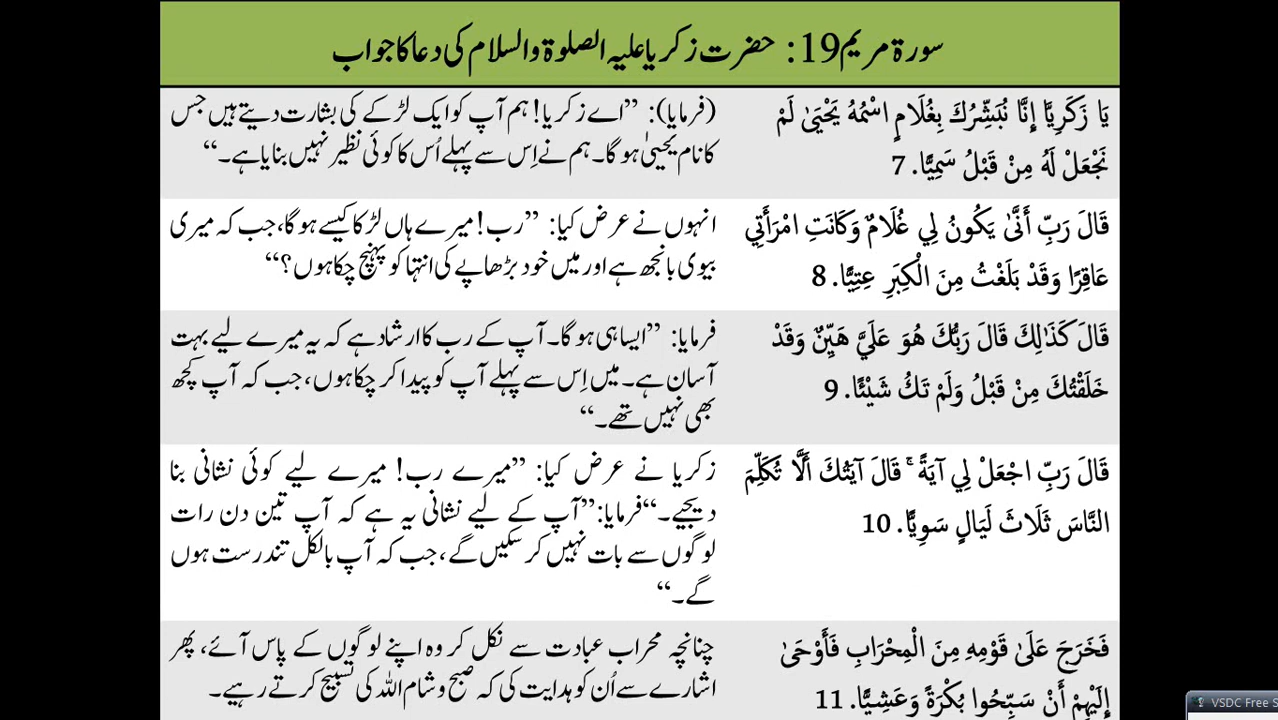 سورۃ مریم 19: حضرت زکریا علیہ الصلوۃ والسلام کی دعا کا جواب
يَا زَكَرِيَّا إِنَّا نُبَشِّرُكَ بِغُلَامٍ اسْمُهُ يَحْيَىٰ لَمْ
نَجْعَلْ لَهُ مِنْ قَبْلُ سَمِيًّا. 7
(فرمایا): ”اے زکریا! ہم آپ کو ایک لڑکے کی بشارت دیتے ہیں جس
کا نام یحییٰ ہو گا۔ ہم نے اِس سے پہلے اُس کا کوئی نظیر نہیں بنایا ہے۔“
قَالَ رَبِّ أَنَّىٰ يَكُونُ لِي غُلَامٌ وَكَانَتِ امْرَأَتِي
عَاقِرًا وَقَدْ بَلَغْتُ مِنَ الْكِبَرِ عِتِيًّا. 8
انہوں نے عرض کیا: ”رب! میرے ہاں لڑکا کیسے ہو گا، جب کہ میری
بیوی بانجھ ہے اور میں خود بڑھاپے کی انتہا کو پہنچ چکا ہوں؟“
قَالَ كَذَٰلِكَ قَالَ رَبُّكَ هُوَ عَلَيَّ هَيِّنٌ وَقَدْ
خَلَقْتُكَ مِنْ قَبْلُ وَلَمْ تَكُ شَيْئًا. 9
فرمایا: ”ایسا ہی ہو گا۔ آپ کے رب کا ارشاد ہے کہ یہ میرے لیے بہت
آسان ہے۔ میں اِس سے پہلے آپ کو پیدا کر چکا ہوں، جب کہ آپ کچھ
بھی نہیں تھے۔“
قَالَ رَبِّ اجْعَلْ لِي آيَةً ۚ قَالَ آيَتُكَ أَلَّا تُكَلِّمَ
النَّاسَ ثَلَاثَ لَيَالٍ سَوِيًّا. 10
زکریا نے عرض کیا: ”میرے رب! میرے لیے کوئی نشانی بنا
دیجیے۔“ فرمایا: ”آپ کے لیے نشانی یہ ہے کہ آپ تین دن رات
لوگوں سے بات نہیں کر سکیں گے، جب کہ آپ بالکل تندرست ہوں
گے۔“
فَخَرَجَ عَلَىٰ قَوْمِهِ مِنَ الْمِحْرَابِ فَأَوْحَىٰ
إِلَيْهِمْ أَنْ سَبِّحُوا بُكْرَةً وَعَشِيًّا. 11
چنانچہ محراب عبادت سے نکل کر وہ اپنے لوگوں کے پاس آئے، پھر
اشارے سے اُن کو ہدایت کی کہ صبح و شام اللہ کی تسبیح کرتے رہیے۔
VSDC Free S